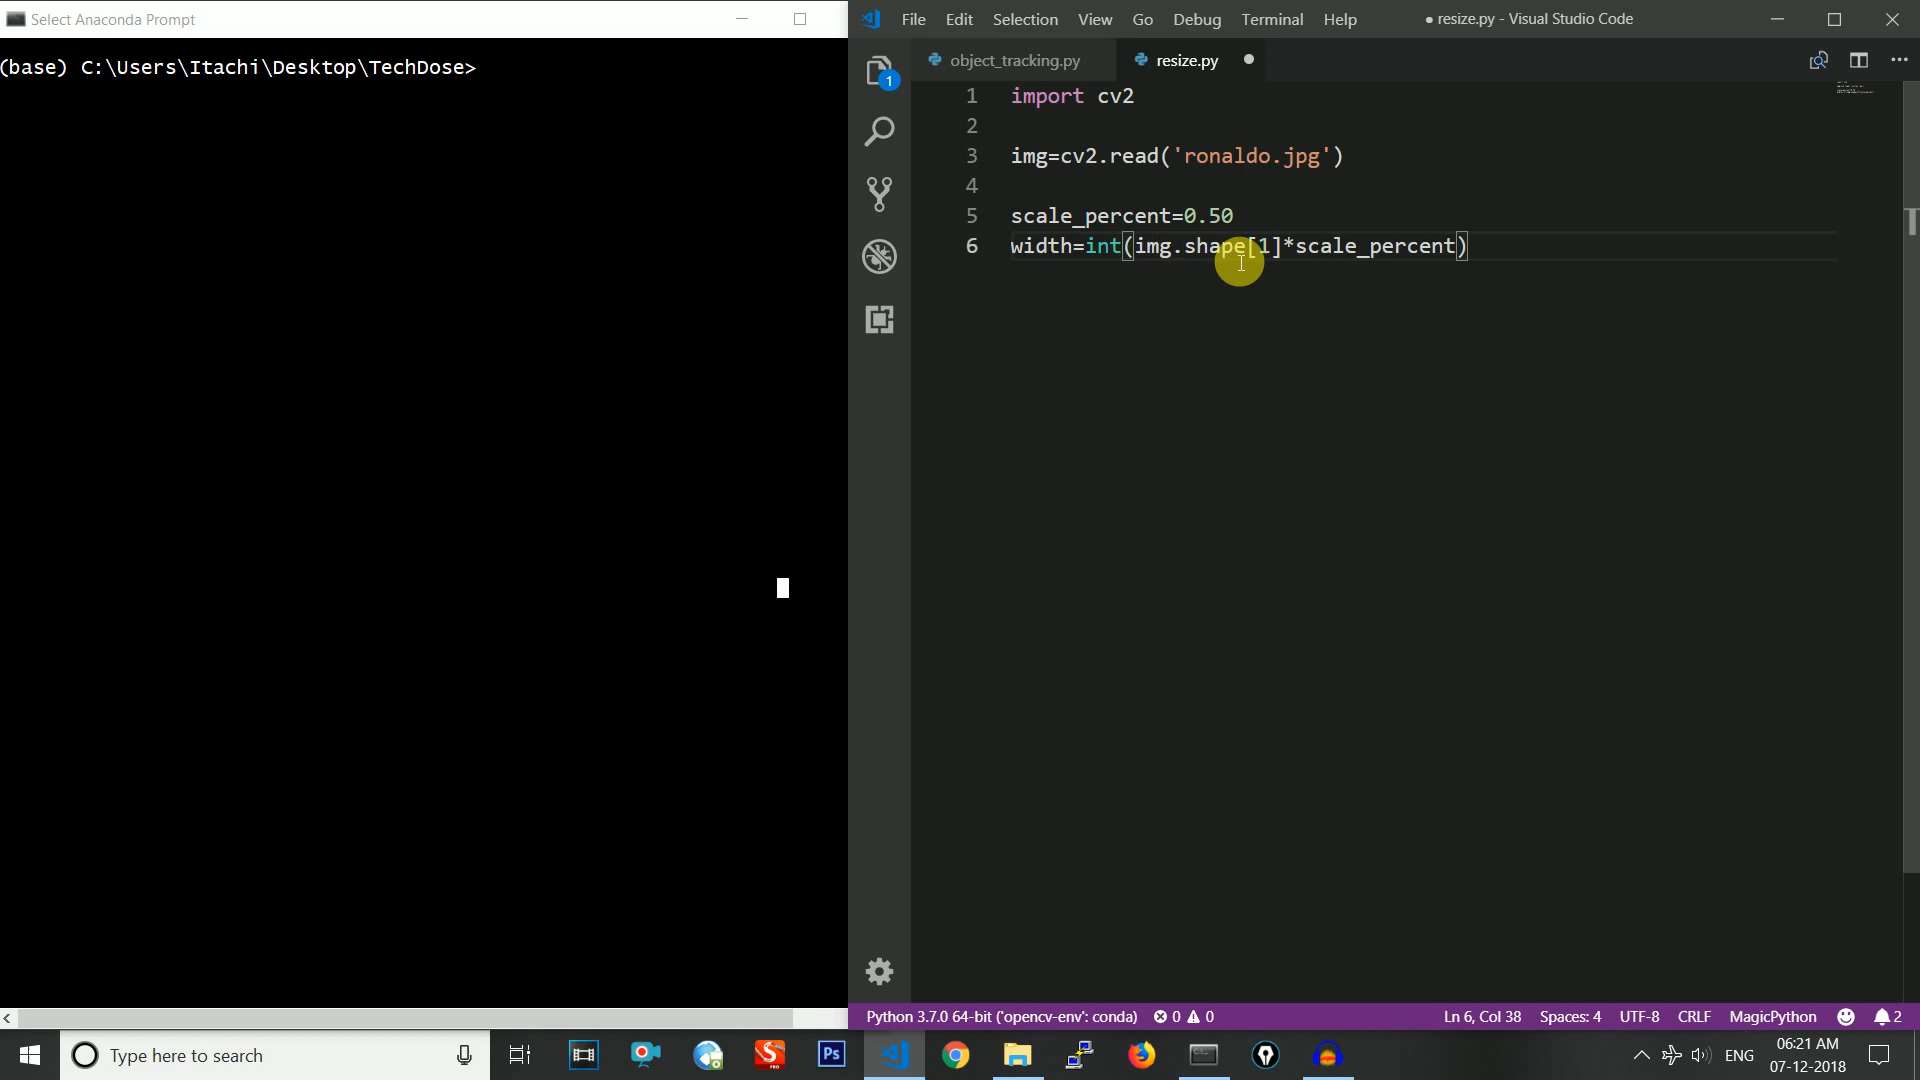 Select Anaconda Prompt
(base) C:\Users\Itachi\Desktop\TechDose>
File Edit Selection View Go Debug Terminal Help
● resize.py - Visual Studio Code
object_tracking.py
resize.py
1
1 import cv2
2
3 img=cv2.read('ronaldo.jpg')
4
5 scale_percent=0.50
6 width=int(img.shape[1]*scale_percent)
Python 3.7.0 64-bit ('opencv-env': conda) 0 0
Ln 6, Col 38 Spaces: 4 UTF-8 CRLF MagicPython 2
Type here to search
Ps
ENG
06:21 AM
07-12-2018